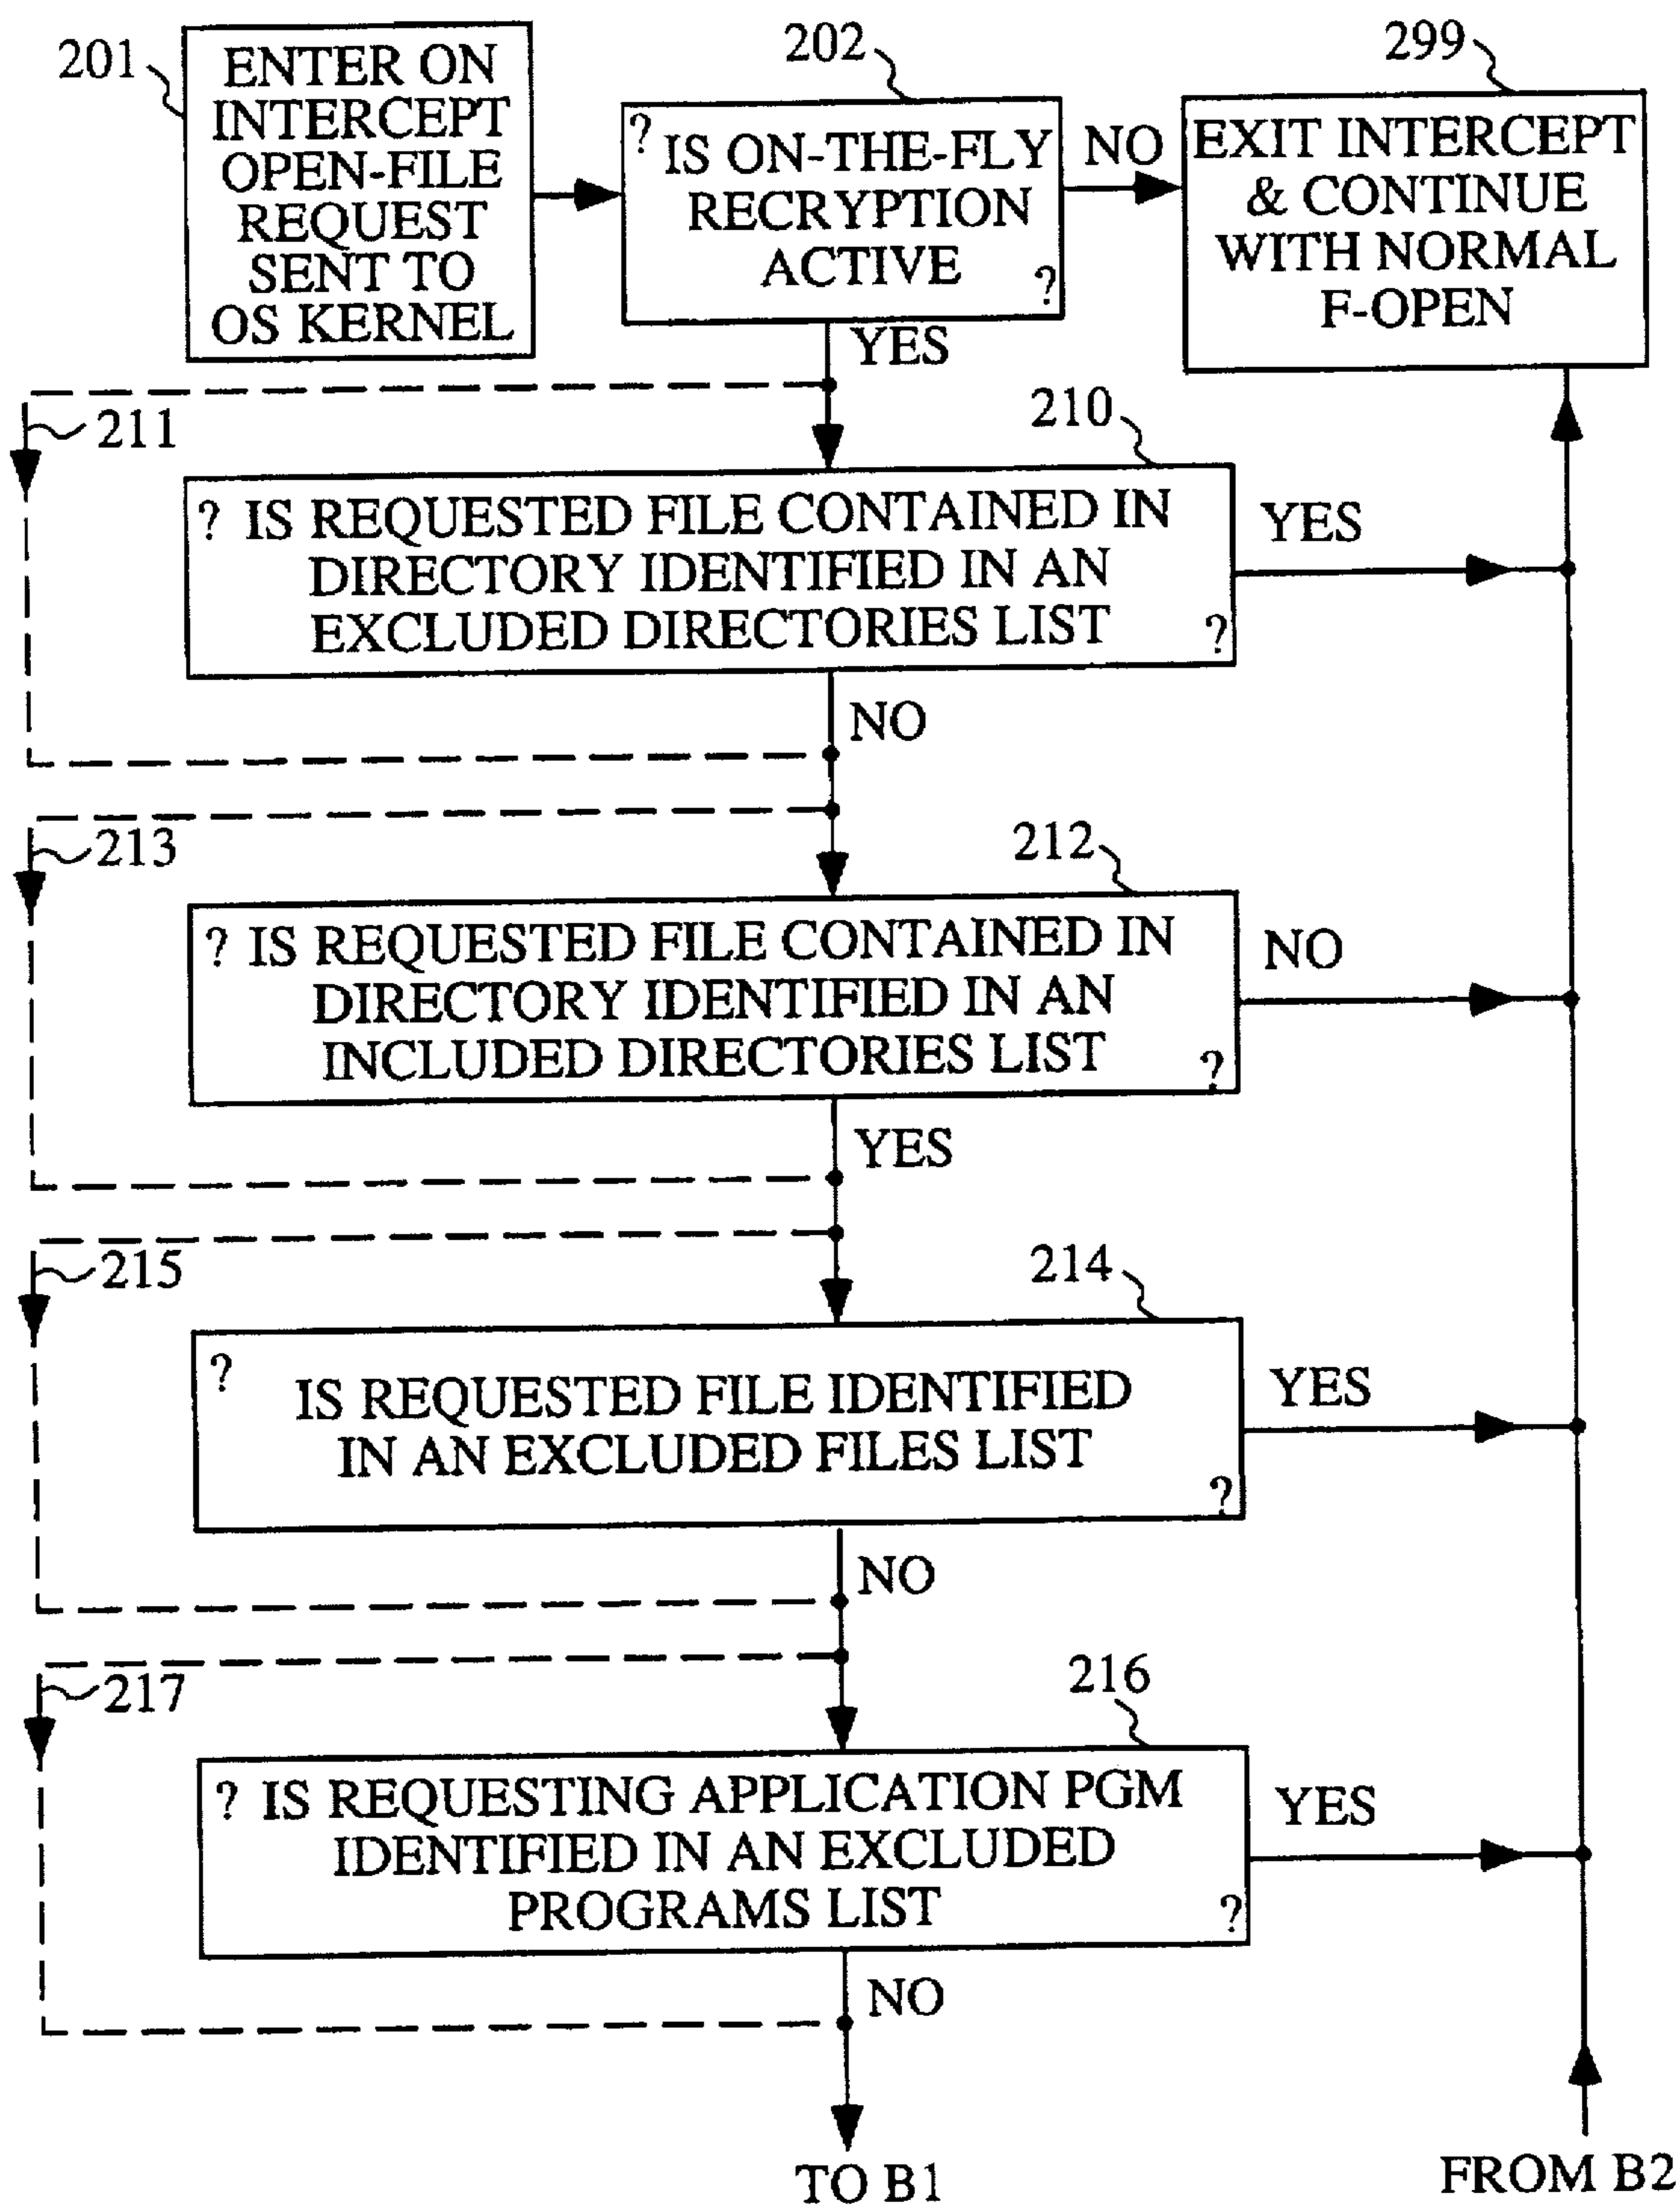 201
ENTER ON
INTERCEPT
OPEN-FILE
REQUEST
SENT TO
OS KERNEL
202
? IS ON-THE-FLY
RECRYPTION
ACTIVE ?
NO
YES
299
EXIT INTERCEPT
& CONTINUE
WITH NORMAL
F-OPEN
211
210
? IS REQUESTED FILE CONTAINED IN
DIRECTORY IDENTIFIED IN AN
EXCLUDED DIRECTORIES LIST ?
YES
NO
213
212
? IS REQUESTED FILE CONTAINED IN
DIRECTORY IDENTIFIED IN AN
INCLUDED DIRECTORIES LIST ?
NO
YES
215
214
?
IS REQUESTED FILE IDENTIFIED
IN AN EXCLUDED FILES LIST
?
YES
NO
217
216
? IS REQUESTING APPLICATION PGM
IDENTIFIED IN AN EXCLUDED
PROGRAMS LIST ?
YES
NO
TO B1
FROM B2